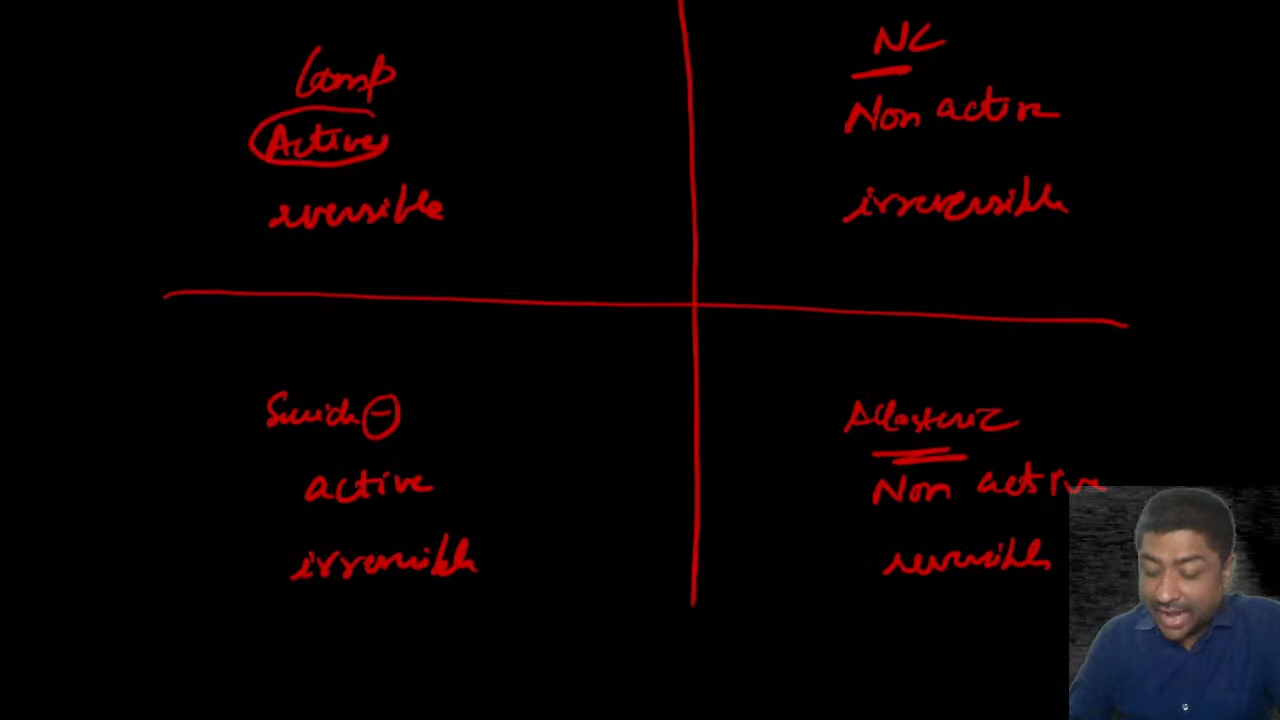 Comp
Active
reversible
NC
Non active
irreversible
Suicide ⊖
active
irreversible
Allosteric
Non active
reversible